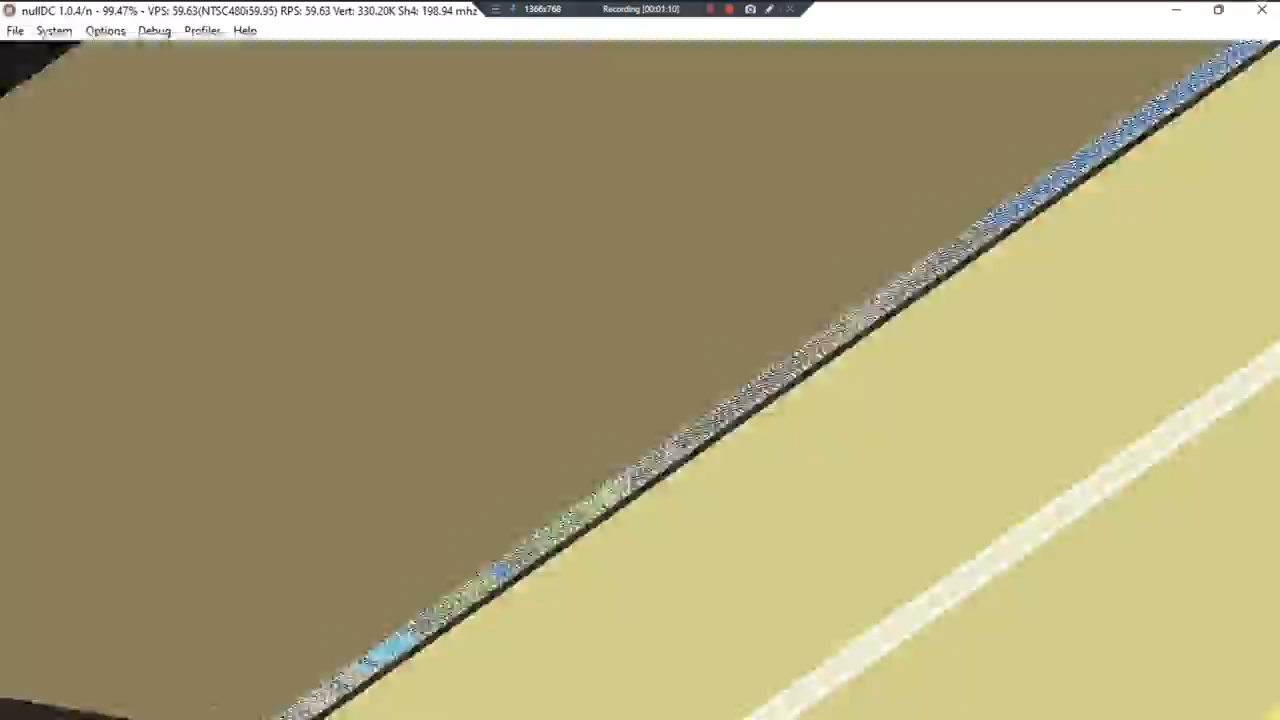 nullDC 1.0.4/n - 99.47% - VPS: 59.63(NTSC480i59.95) RPS: 59.63 Vert: 330.20K Sh4: 198.94 mhz
1366x768
Recording [00:01:10]
File System Options Debug Profiler Help